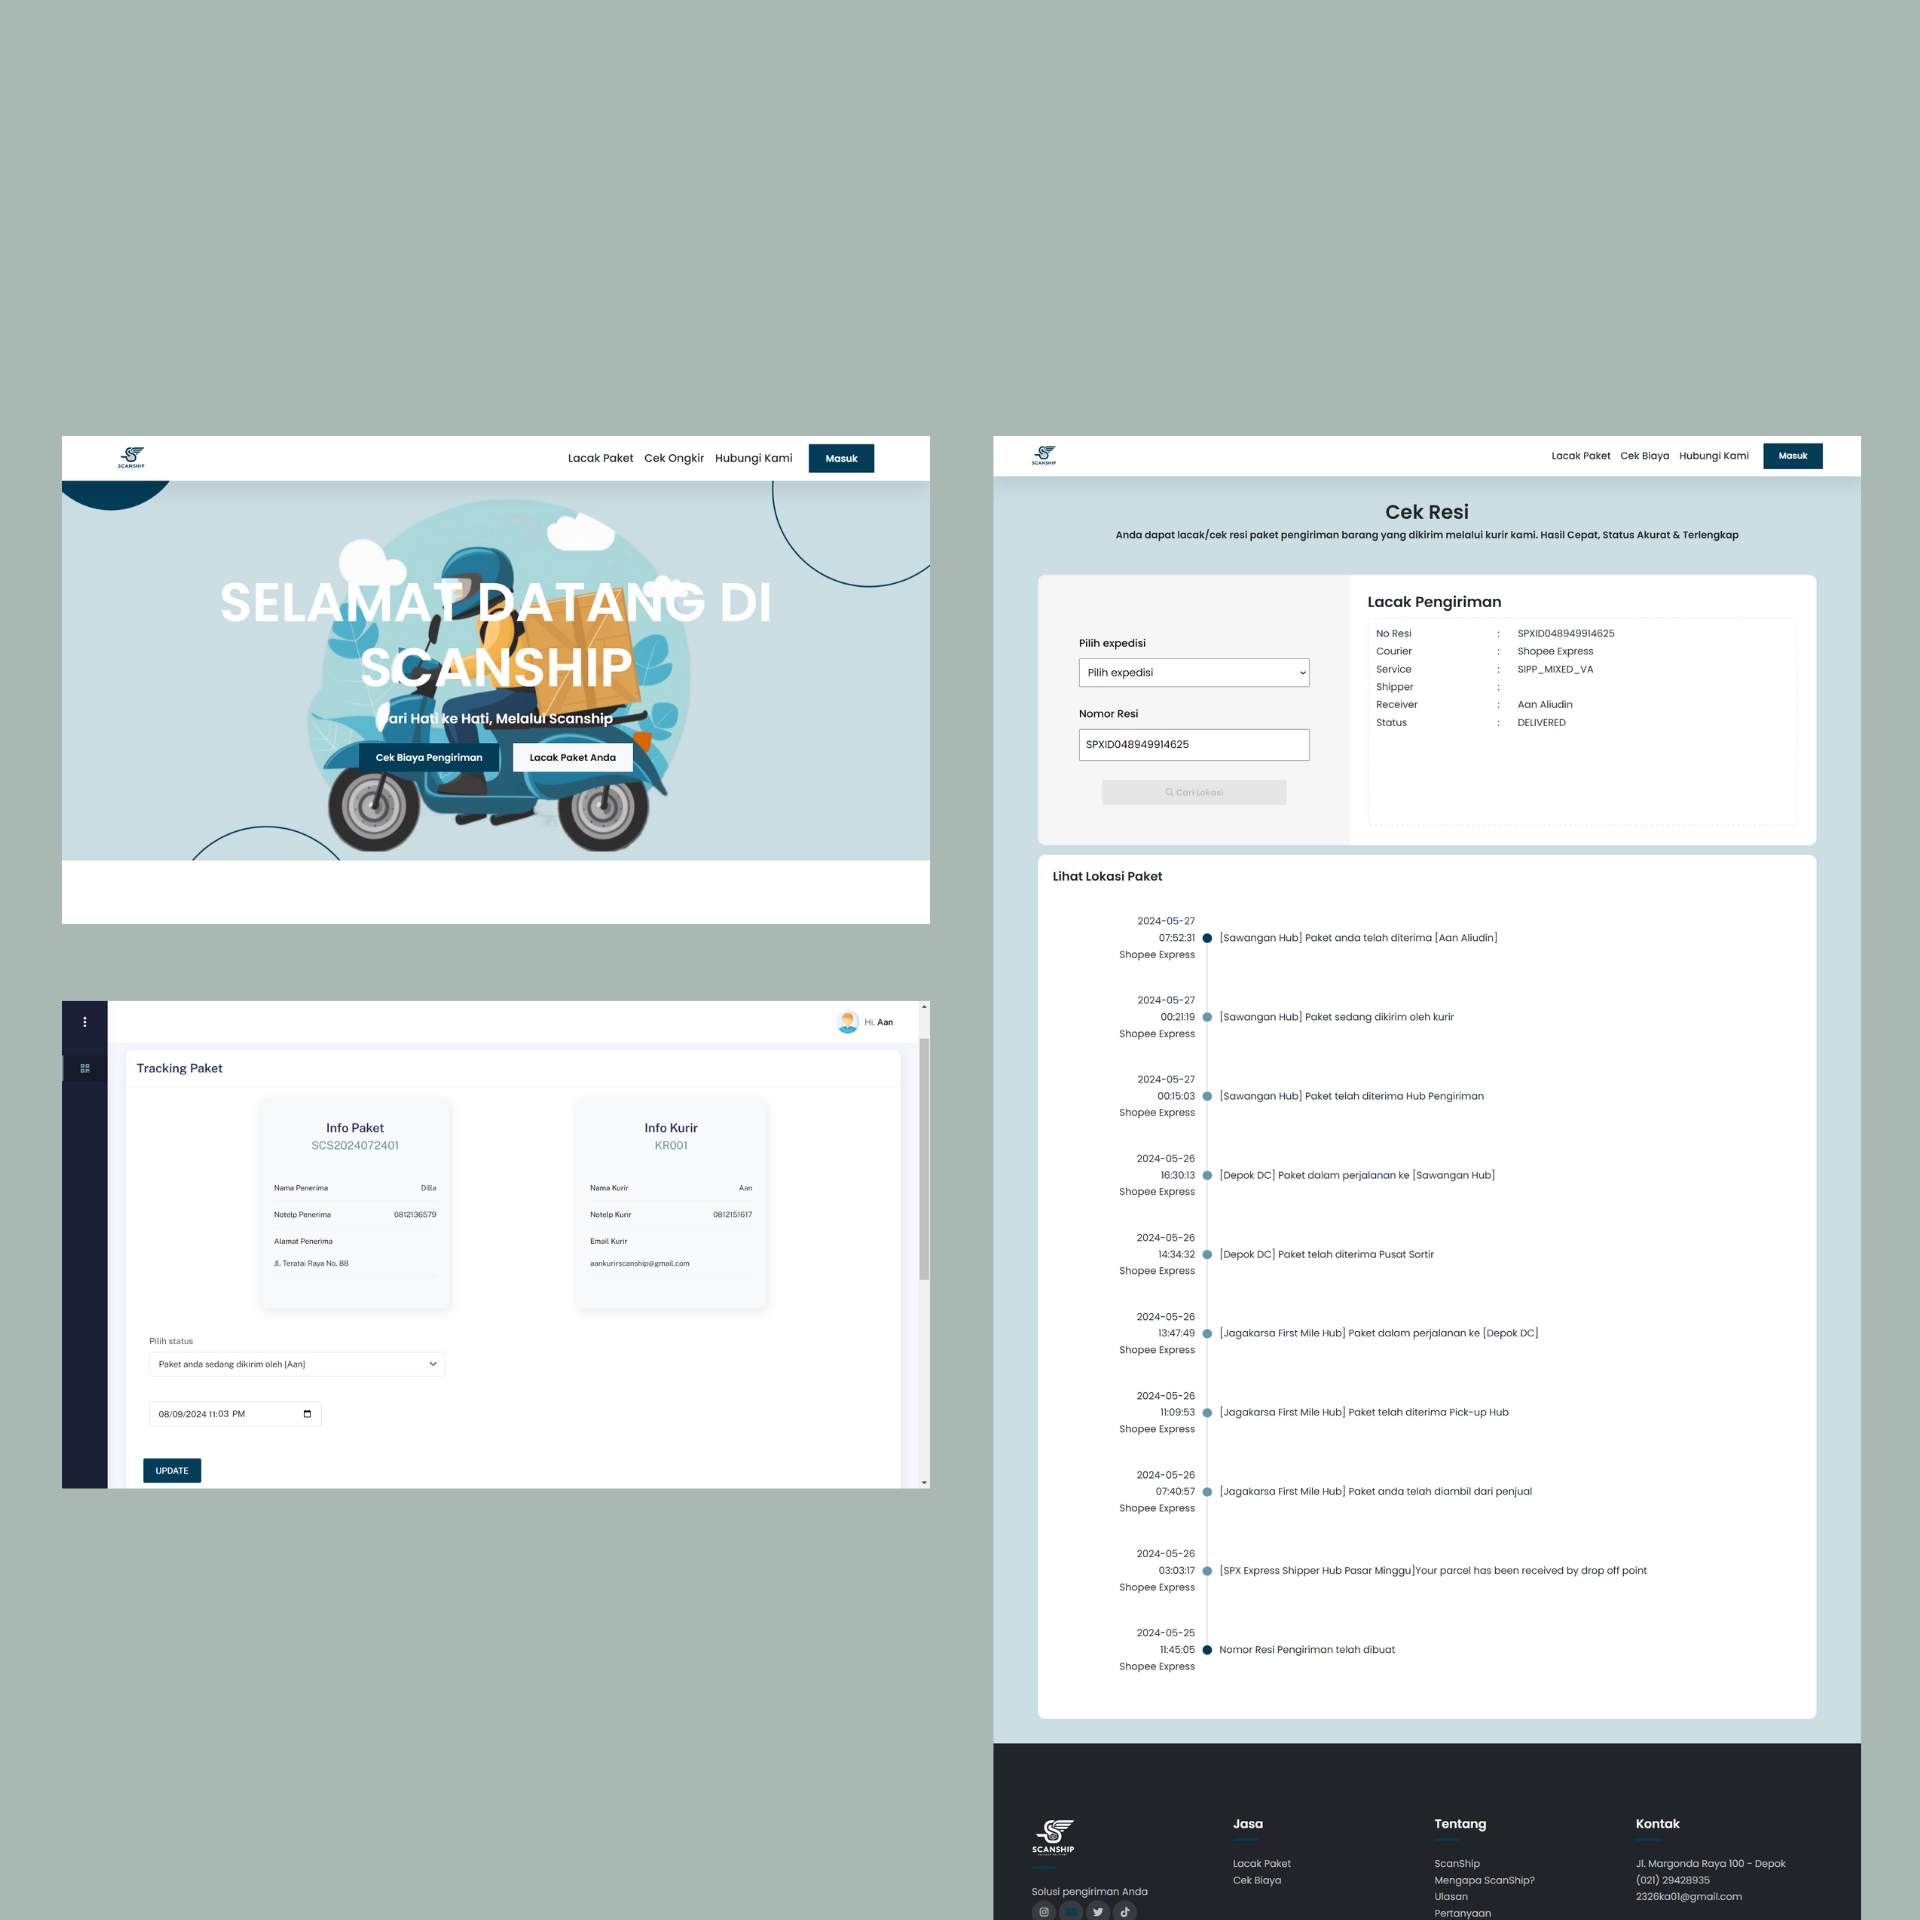 SCANSHIP
Lacak Paket
Cek Ongkir
Hubungi Kami
Masuk
SELAMAT DATANG DI
SCANSHIP
Dari Hati ke Hati, Melalui Scanship
Cek Biaya Pengiriman
Lacak Paket Anda
Hi, Aan
Tracking Paket
Info Paket
SCS2024072401
Nama Penerima Dilla
Notelp Penerima 0812136579
Alamat Penerima
Jl. Teratai Raya No. 88
Info Kurir
KR001
Nama Kurir Aan
Notelp Kurir 0812151617
Email Kurir
aankurirscanship@gmail.com
Pilih status
Paket anda sedang dikirim oleh [Aan]
08/09/2024 11:03 PM
UPDATE
SCANSHIP
Lacak Paket
Cek Biaya
Hubungi Kami
Masuk
Cek Resi
Anda dapat lacak/cek resi paket pengiriman barang yang dikirim melalui kurir kami. Hasil Cepat, Status Akurat & Terlengkap
Pilih expedisi
Pilih expedisi
Nomor Resi
SPXID048949914625
Cari Lokasi
Lacak Pengiriman
No Resi : SPXID048949914625
Courier : Shopee Express
Service : SIPP_MIXED_VA
Shipper :
Receiver : Aan Aliudin
Status : DELIVERED
Lihat Lokasi Paket
2024-05-27
07:52:31 [Sawangan Hub] Paket anda telah diterima [Aan Aliudin]
Shopee Express
2024-05-27
00:21:19 [Sawangan Hub] Paket sedang dikirim oleh kurir
Shopee Express
2024-05-27
00:15:03 [Sawangan Hub] Paket telah diterima Hub Pengiriman
Shopee Express
2024-05-26
16:30:13 [Depok DC] Paket dalam perjalanan ke [Sawangan Hub]
Shopee Express
2024-05-26
14:34:32 [Depok DC] Paket telah diterima Pusat Sortir
Shopee Express
2024-05-26
13:47:49 [Jagakarsa First Mile Hub] Paket dalam perjalanan ke [Depok DC]
Shopee Express
2024-05-26
11:09:53 [Jagakarsa First Mile Hub] Paket telah diterima Pick-up Hub
Shopee Express
2024-05-26
07:40:57 [Jagakarsa First Mile Hub] Paket anda telah diambil dari penjual
Shopee Express
2024-05-26
03:03:17 [SPX Express Shipper Hub Pasar Minggu]Your parcel has been received by drop off point
Shopee Express
2024-05-25
11:45:05 Nomor Resi Pengiriman telah dibuat
Shopee Express
SCANSHIP
Solusi pengiriman Anda
Jasa
Lacak Paket
Cek Biaya
Tentang
ScanShip
Mengapa ScanShip?
Ulasan
Pertanyaan
Kontak
Jl. Margonda Raya 100 - Depok
(021) 29428935
2326ka01@gmail.com